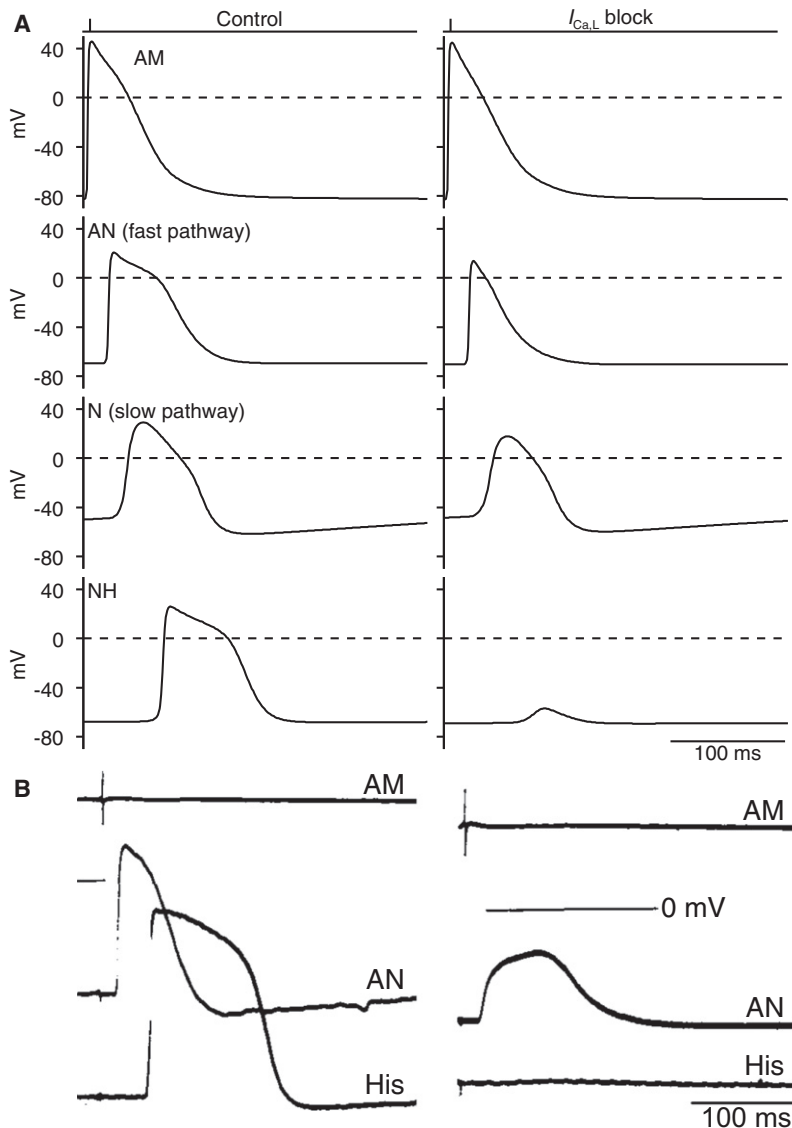 A
Control
I Ca,L block
40
AM
0
mV
-40
-80
AN (fast pathway)
40
0
mV
-40
-80
N (slow pathway)
40
0
mV
-40
-80
NH
40
0
mV
-40
-80
100 ms
B
AM
AN
His
AM
0 mV
AN
His
100 ms